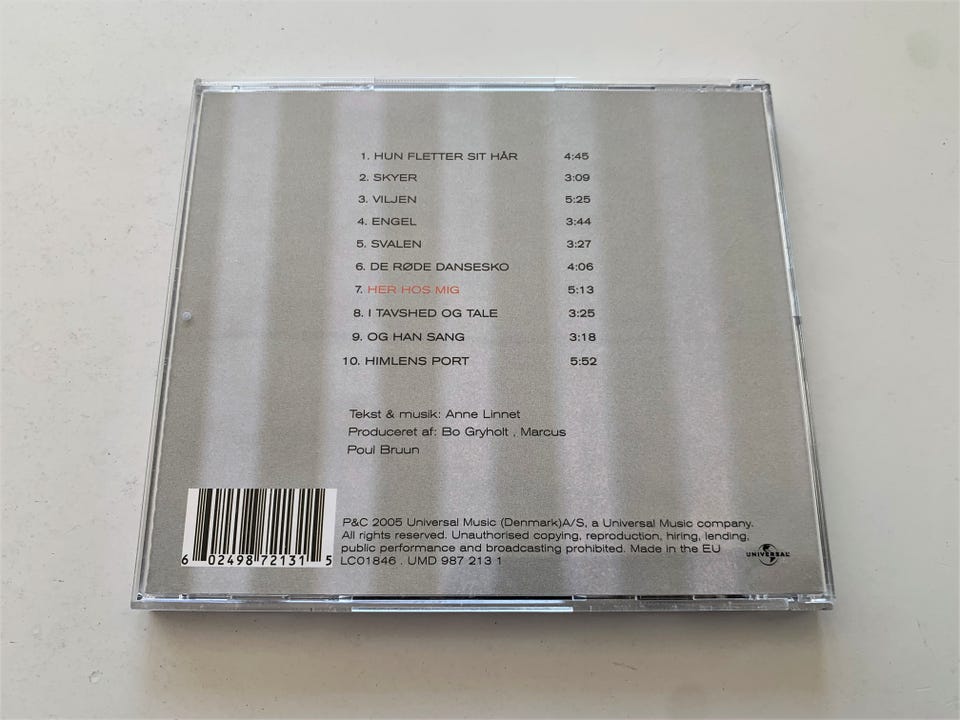 1. HUN FLETTER SIT HÅR 4:45
2. SKYER 3:09
3. VILJEN 5:25
4. ENGEL 3:44
5. SVALEN 3:27
6. DE RØDE DANSESKO 4:06
7. HER HOS MIG 5:13
8. I TAVSHED OG TALE 3:25
9. OG HAN SANG 3:18
10. HIMLENS PORT 5:52
Tekst & musik: Anne Linnet
Produceret af: Bo Gryholt , Marcus
Poul Bruun
6 02498 72131 5
P&C 2005 Universal Music (Denmark)A/S, a Universal Music company.
All rights reserved. Unauthorised copying, reproduction, hiring, lending,
public performance and broadcasting prohibited. Made in the EU
LC01846 . UMD 987 213 1
UNIVERSAL